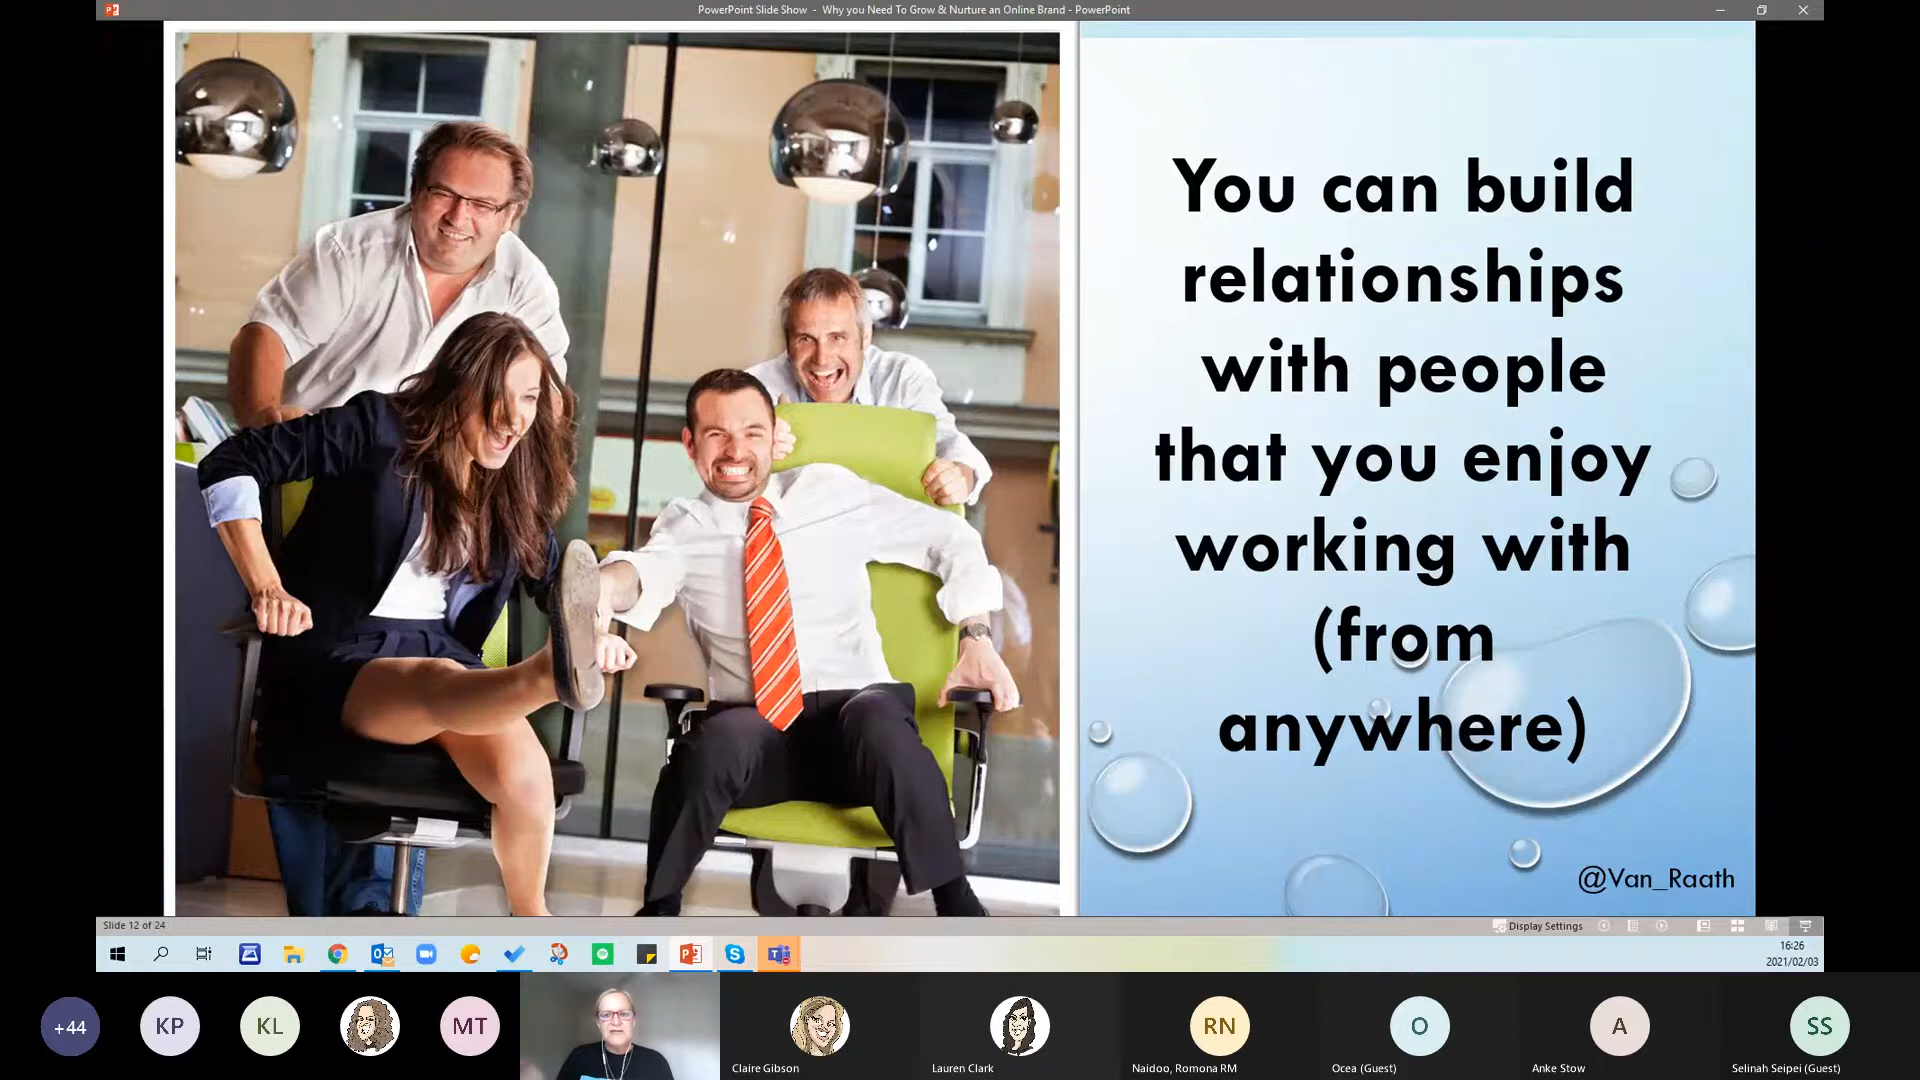 PowerPoint Slide Show - Why you Need To Grow & Nurture an Online Brand - PowerPoint
You can build
relationships
with people
that you enjoy
working with
(from
anywhere)
@Van_Raath
Slide 12 of 24
Display Settings
16:26
2021/02/03
+44
KP
KL
MT
RN
O
A
SS
Claire Gibson
Lauren Clark
Naidoo, Romona RM
Ocea (Guest)
Anke Stow
Selinah Seipei (Guest)